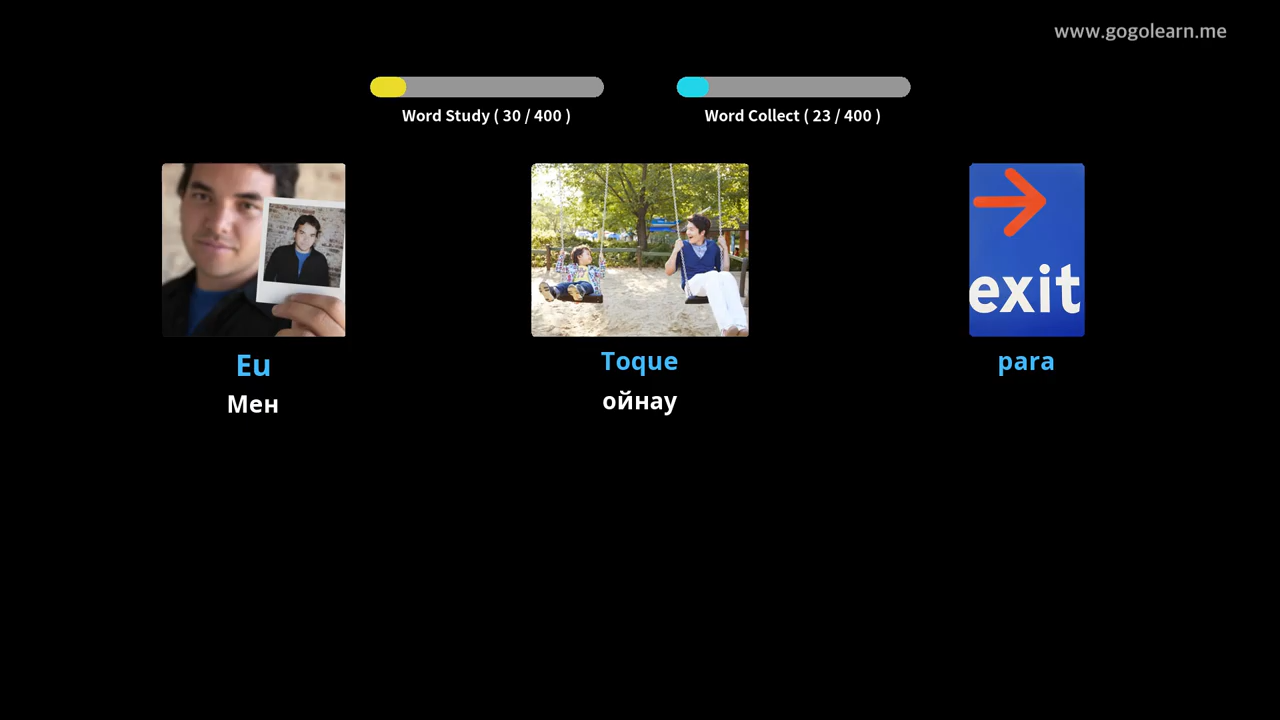 www.gogolearn.me
Word Study ( 30 / 400 )
Word Collect ( 23 / 400 )
exit
Eu
Toque
para
Мен
ойнау